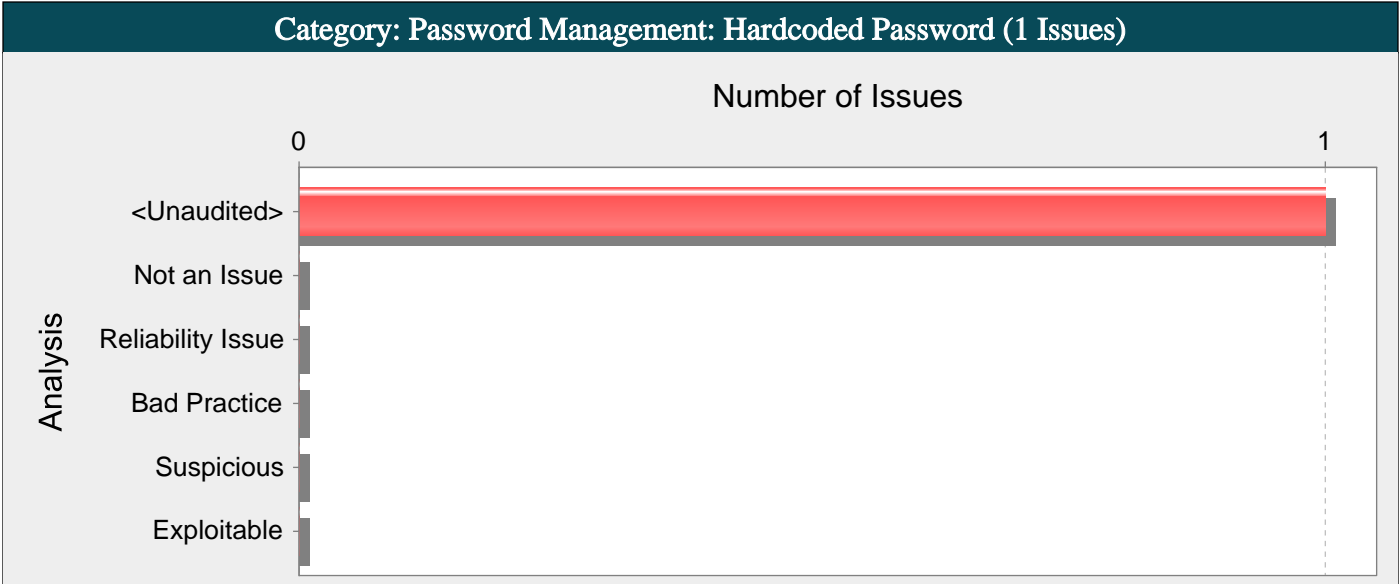 Category: Password Management: Hardcoded Password (1 Issues)
Number of Issues
0 1
<Unaudited>
Not an Issue
Reliability Issue
Bad Practice
Suspicious
Exploitable
Analysis